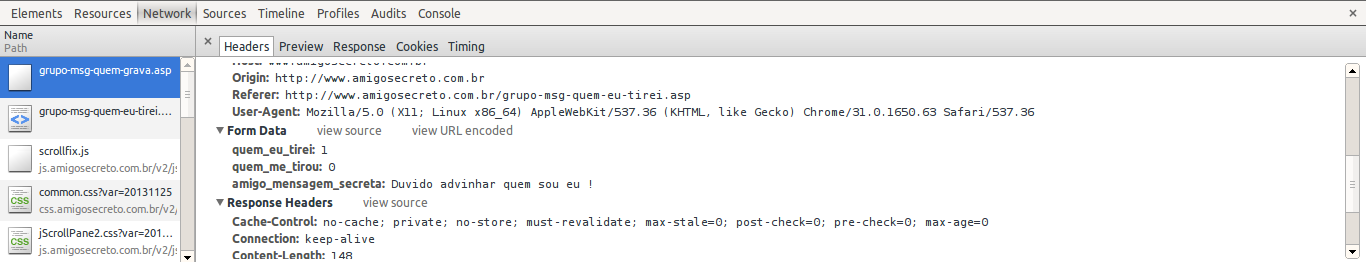 Elements Resources Network Sources Timeline Profiles Audits Console ×
Name
Path
grupo-msg-quem-grava.asp
grupo-msg-quem-eu-tirei....
scrollfix.js
js.amigosecreto.com.br/v2/js
common.css?var=20131125
css.amigosecreto.com.br/v2/
jScrollPane2.css?var=201...
js.amigosecreto.com.br/v2/js
× Headers Preview Response Cookies Timing
Origin: http://www.amigosecreto.com.br
Referer: http://www.amigosecreto.com.br/grupo-msg-quem-eu-tirei.asp
User-Agent: Mozilla/5.0 (X11; Linux x86_64) AppleWebKit/537.36 (KHTML, like Gecko) Chrome/31.0.1650.63 Safari/537.36
Form Data view source view URL encoded
quem_eu_tirei: 1
quem_me_tirou: 0
amigo_mensagem_secreta: Duvido advinhar quem sou eu !
Response Headers view source
Cache-Control: no-cache; private; no-store; must-revalidate; max-stale=0; post-check=0; pre-check=0; max-age=0
Connection: keep-alive
Content-Length: 148